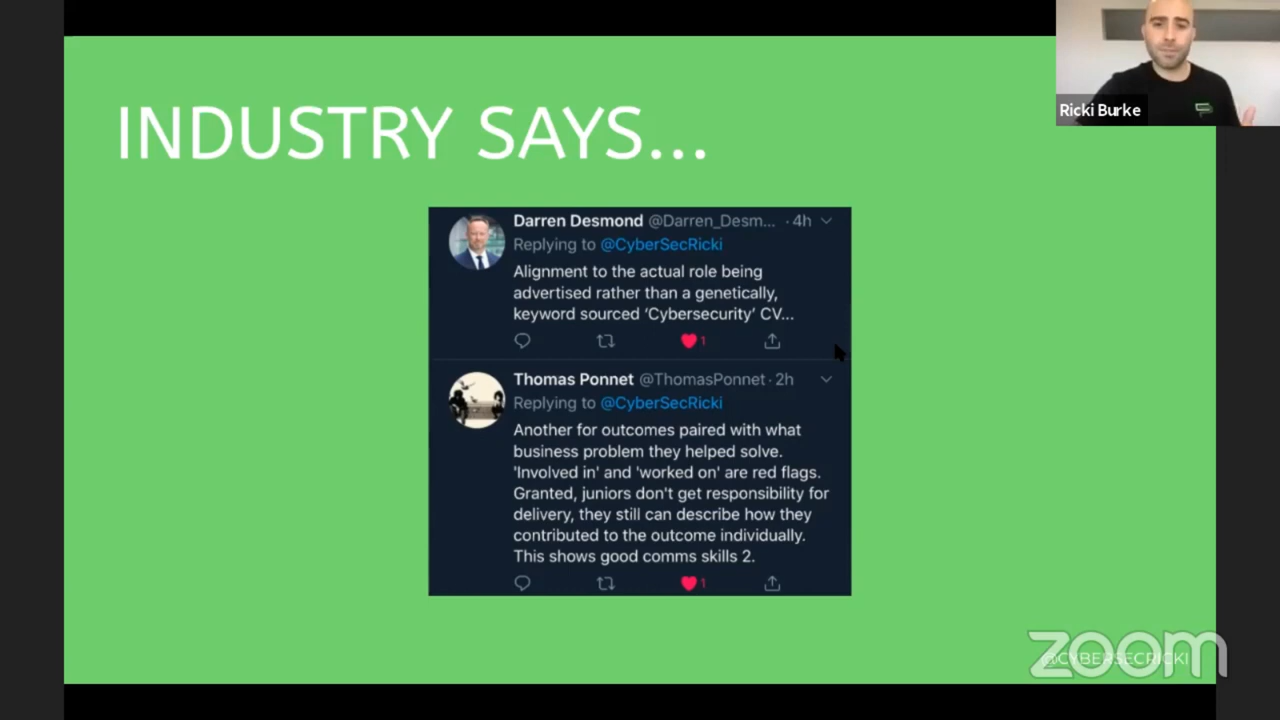 INDUSTRY SAYS...
Ricki Burke
Darren Desmond @Darren_Desm... · 4h
Replying to @CyberSecRicki
Alignment to the actual role being
advertised rather than a genetically,
keyword sourced ‘Cybersecurity’ CV...
1
Thomas Ponnet @ThomasPonnet · 2h
Replying to @CyberSecRicki
Another for outcomes paired with what
business problem they helped solve.
'Involved in' and 'worked on' are red flags.
Granted, juniors don't get responsibility for
delivery, they still can describe how they
contributed to the outcome individually.
This shows good comms skills 2.
1
zoom
@CYBERSECRICKI